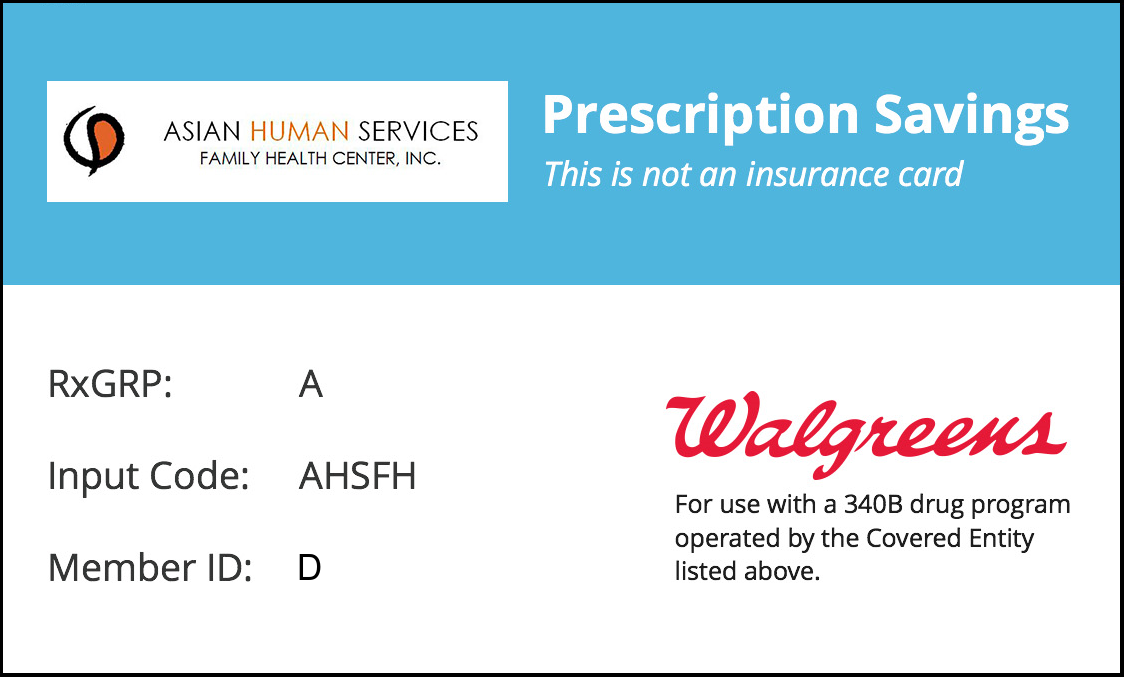 ASIAN HUMAN SERVICES
FAMILY HEALTH CENTER, INC.
Prescription Savings
This is not an insurance card
RxGRP: A
Input Code: AHSFH
Member ID: D
Walgreens
For use with a 340B drug program
operated by the Covered Entity
listed above.